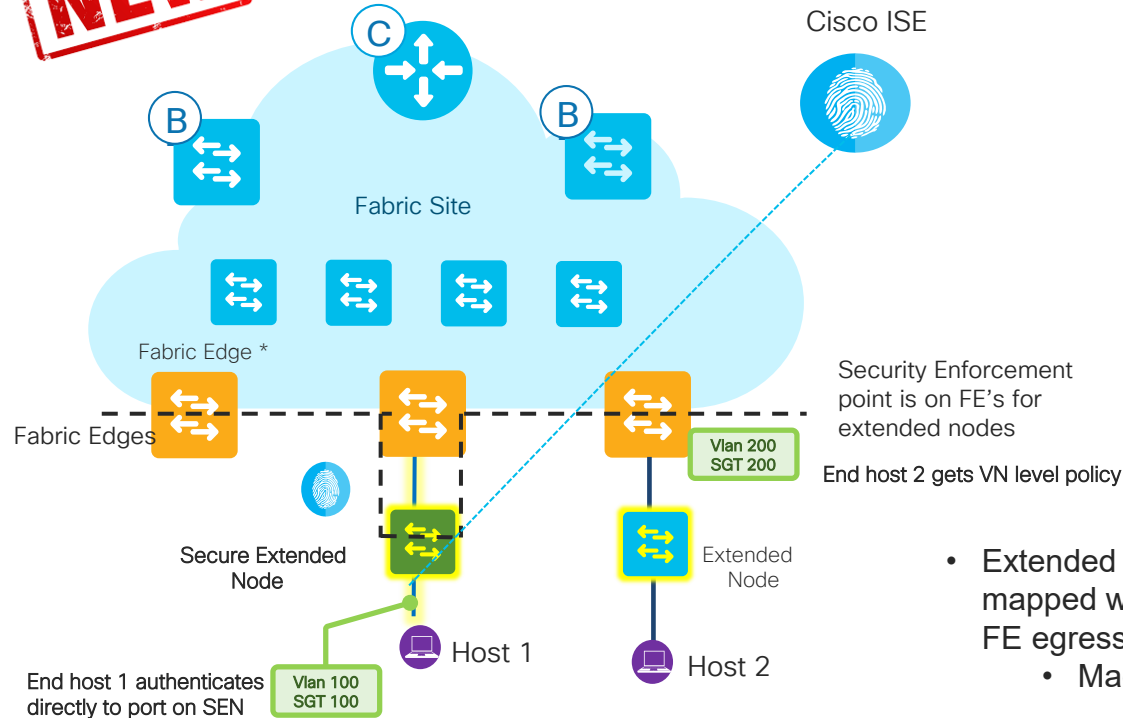 NEW
C
Cisco ISE
B
B
Fabric Site
Fabric Edge *
Security Enforcement
point is on FE's for
extended nodes
Fabric Edges
Vlan 200
SGT 200
End host 2 gets VN level policy
Secure Extended
Node
Extended
Node
• Extended
mapped w
FE egress
• Ma
Host 1
Host 2
End host 1 authenticates
directly to port on SEN
Vlan 100
SGT 100